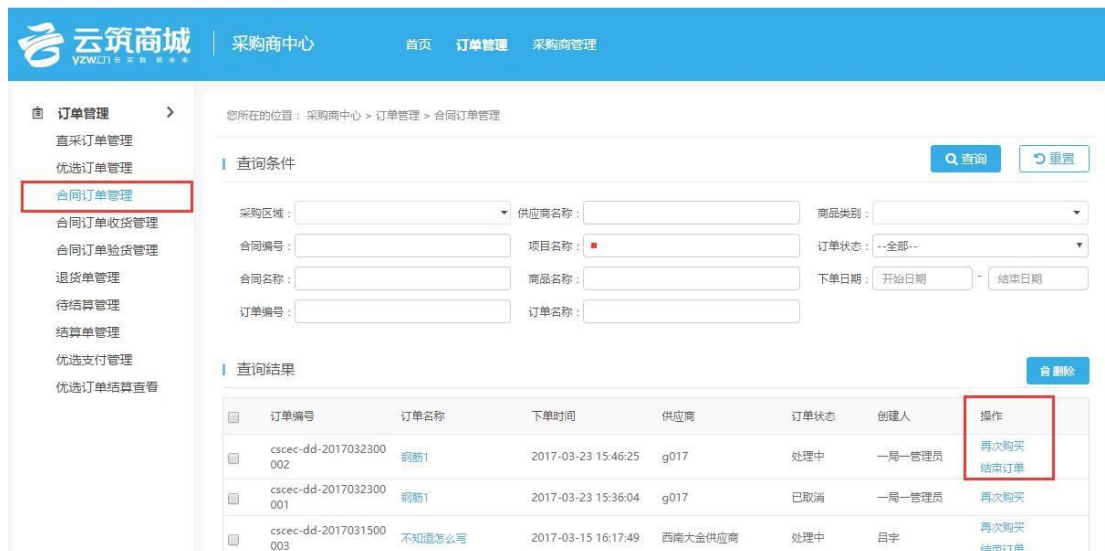 云筑商城
yzw.cn
采购商中心 首页 订单管理 采购商管理
订单管理
直采订单管理
优选订单管理
合同订单管理
合同订单收货管理
合同订单验货管理
退货单管理
待结算管理
结算单管理
优选支付管理
优选订单结算查看
您所在的位置： 采购商中心 > 订单管理 > 合同订单管理
查询条件 查询 重置
采购区域： 供应商名称： 商品类别：
合同编号： 项目名称： 订单状态： --全部--
合同名称： 商品名称： 下单日期： 开始日期 - 结束日期
订单编号： 订单名称：
查询结果 删除
订单编号 订单名称 下单时间 供应商 订单状态 创建人 操作
cscec-dd-2017032300
002 钢筋1 2017-03-23 15:46:25 g017 处理中 一局一管理员 再次购买
结束订单
cscec-dd-2017032300
001 钢筋1 2017-03-23 15:36:04 g017 已取消 一局一管理员 再次购买
cscec-dd-2017031500
003 不知道怎么写 2017-03-15 16:17:49 西南大金供应商 处理中 吕宇 再次购买
结束订单